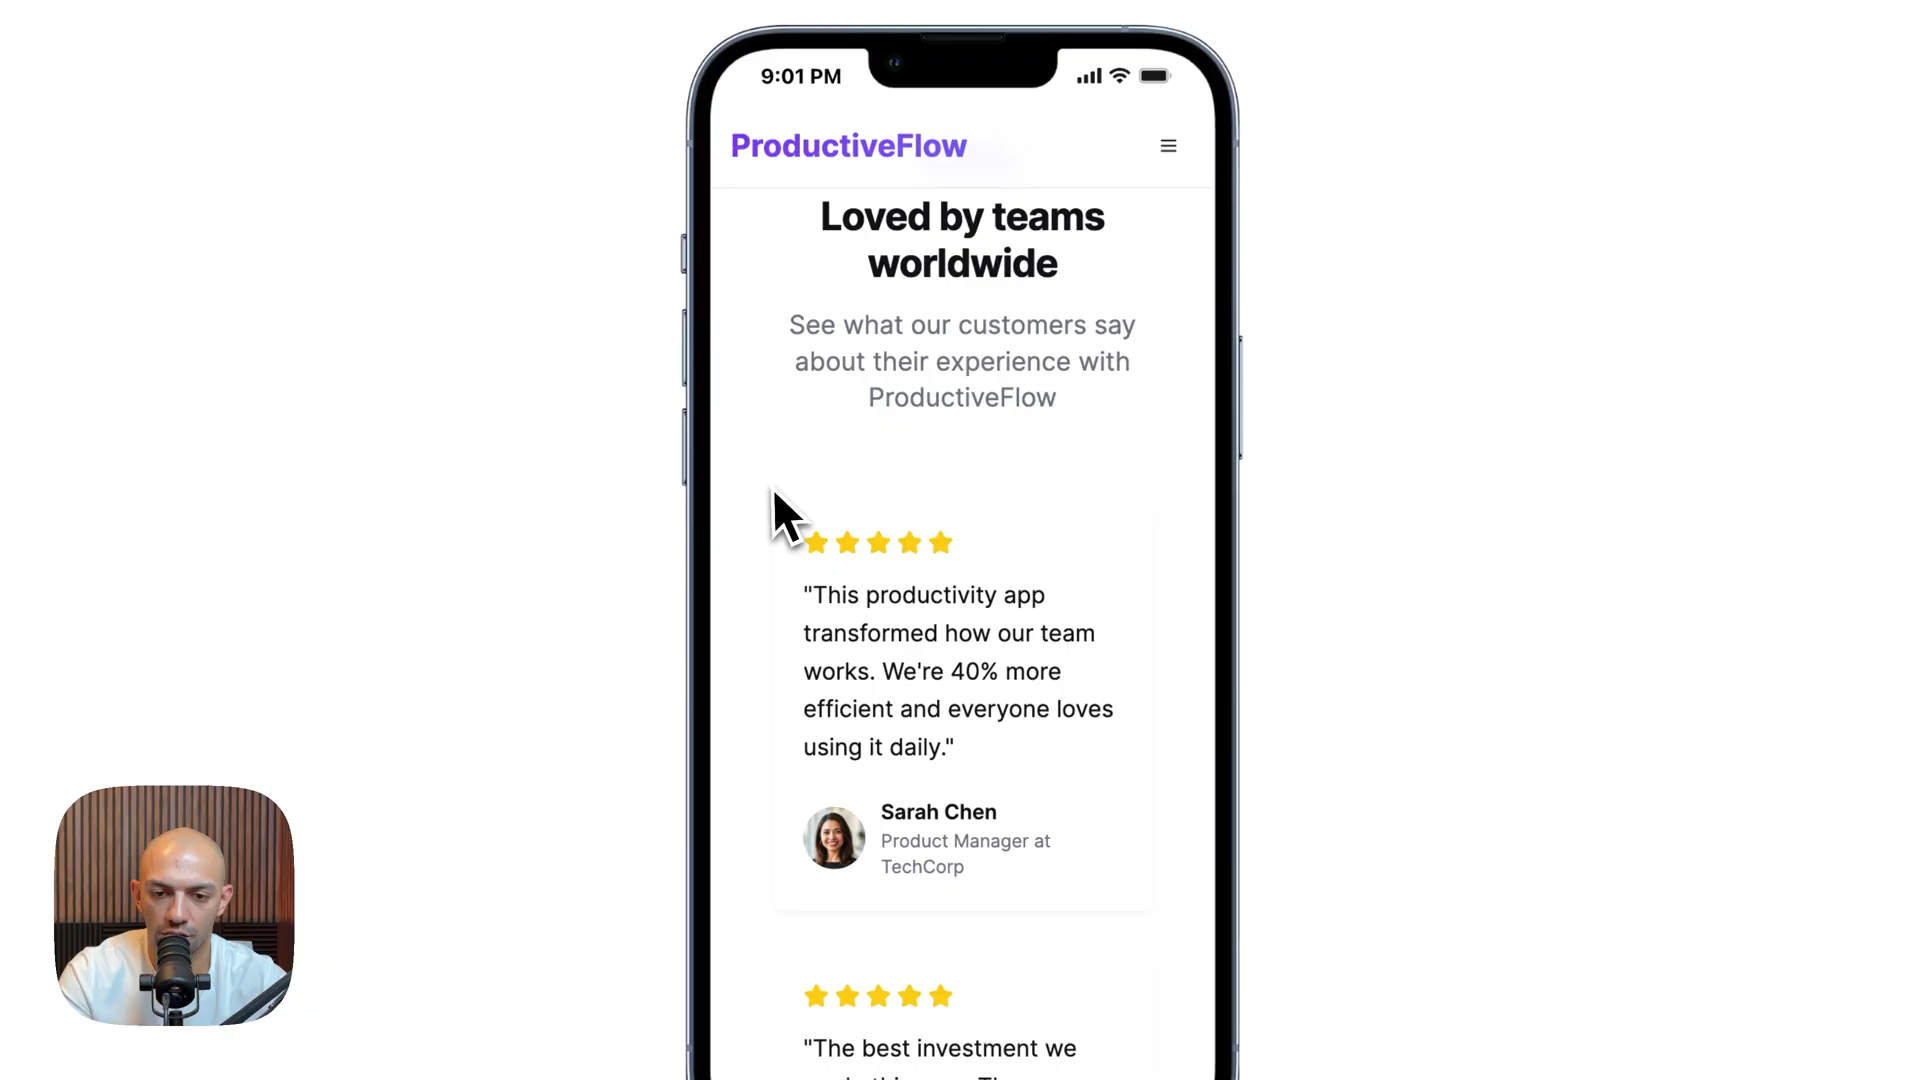 9:01 PM
ProductiveFlow
Loved by teams
worldwide
See what our customers say
about their experience with
ProductiveFlow
"This productivity app
transformed how our team
works. We're 40% more
efficient and everyone loves
using it daily."
Sarah Chen
Product Manager at
TechCorp
"The best investment we